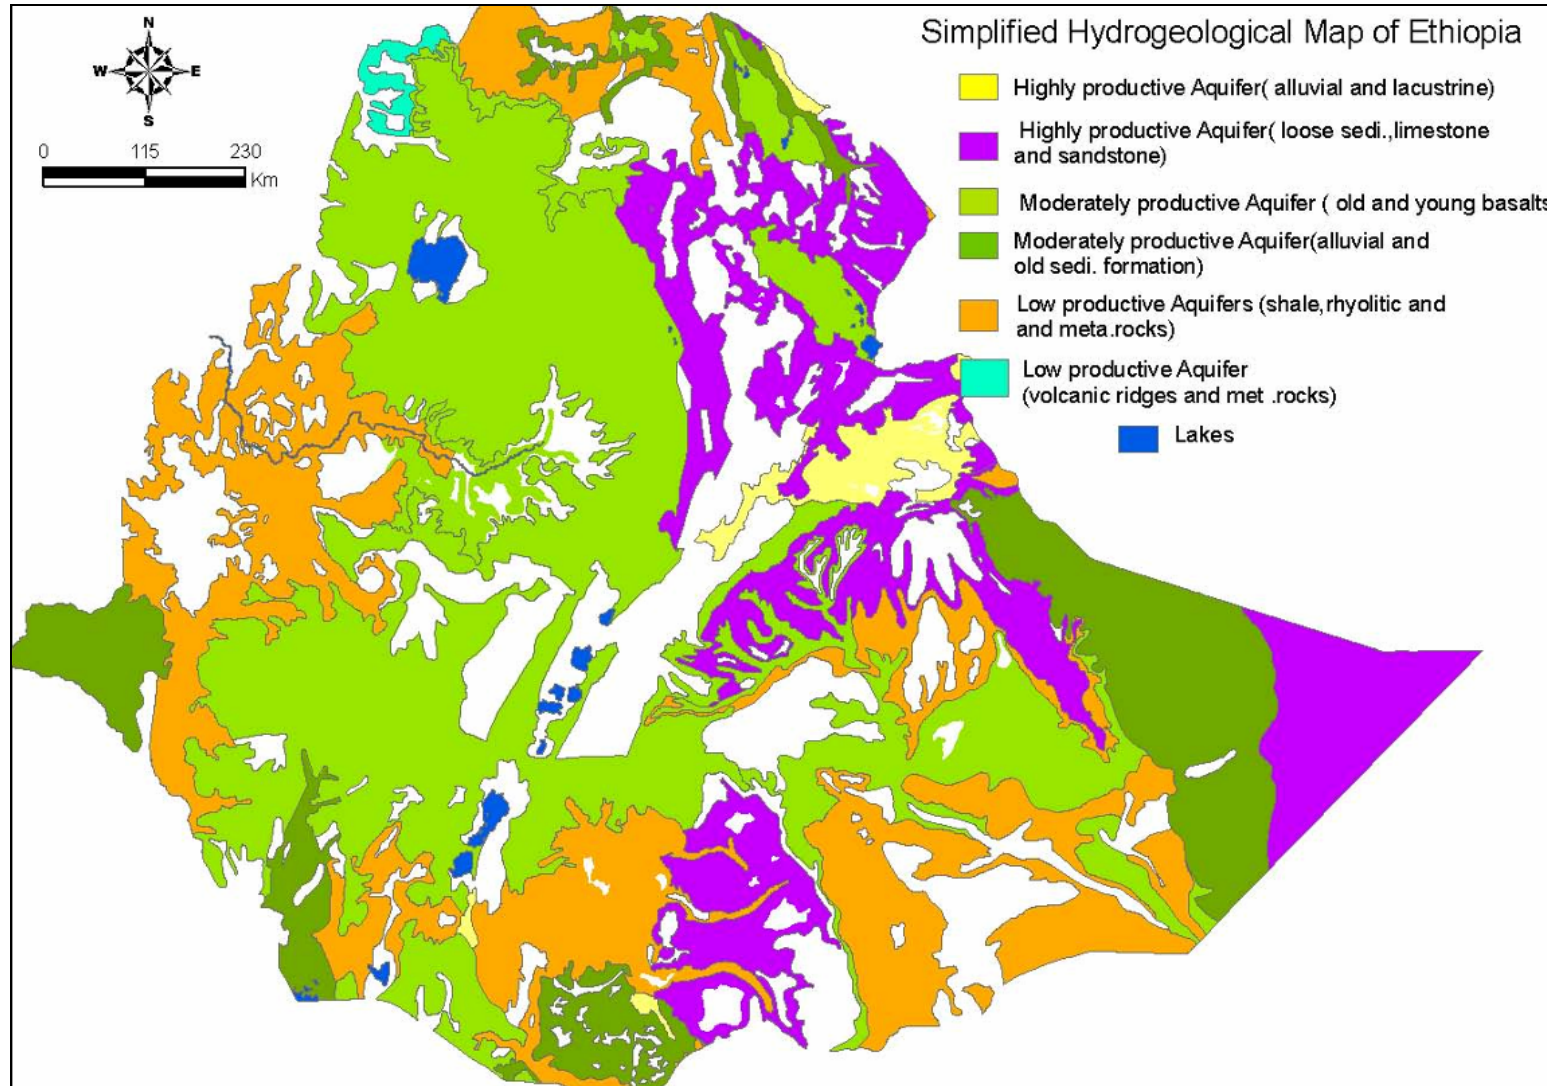 Simplified Hydrogeological Map of Ethiopia
N
W E
S
0 115 230
Km
Highly productive Aquifer( alluvial and lacustrine)
Highly productive Aquifer( loose sedi.,limestone
and sandstone)
Moderately productive Aquifer ( old and young basalts
Moderately productive Aquifer(alluvial and
old sedi. formation)
Low productive Aquifers (shale,rhyolitic and
and meta.rocks)
Low productive Aquifer
(volcanic ridges and met .rocks)
Lakes